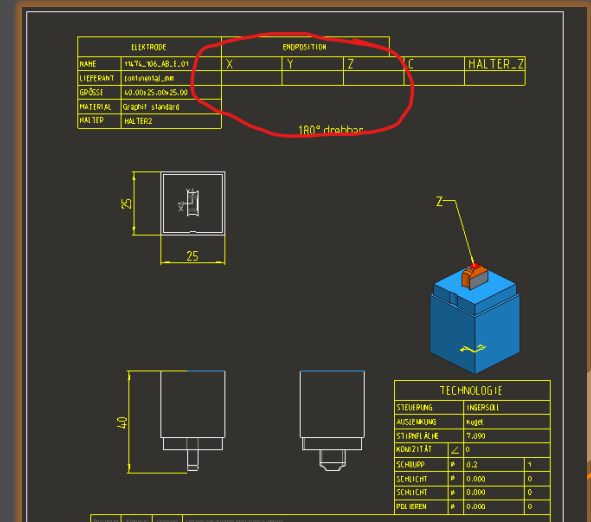 ELEKTRODE ENDPOSITION
NAME X Y Z C HALTER_Z
LIEFERANT continental_mm
GRÖSSE 40.00x25.00x25.00
MATERIAL Graphit standard
HALTER HALTER2
180° drehbar
25
25
Z
40
TECHNOLOGIE
STEUERUNG INGERSOLL
AUSLENKUNG Kugel
STIRNFLÄCHE 7.090
KONIZITÄT ∠ 0
SCHRUPP ø 0.2 1
SCHLICHT ø 0.000 0
SCHLICHT ø 0.000 0
POLIEREN ø 0.000 0